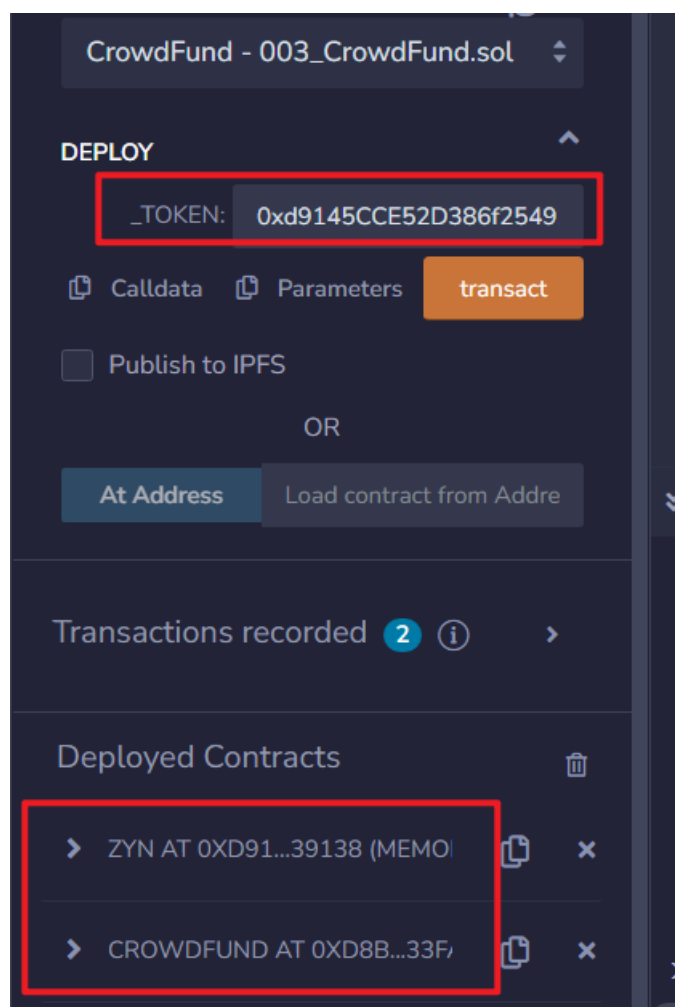 CrowdFund - 003_CrowdFund.sol
DEPLOY
_TOKEN: 0xd9145CCE52D386f2549
Calldata Parameters transact
Publish to IPFS
OR
At Address Load contract from Addre
Transactions recorded 2 i
Deployed Contracts
ZYN AT 0XD91...39138 (MEMO
CROWDFUND AT 0XD8B...33F